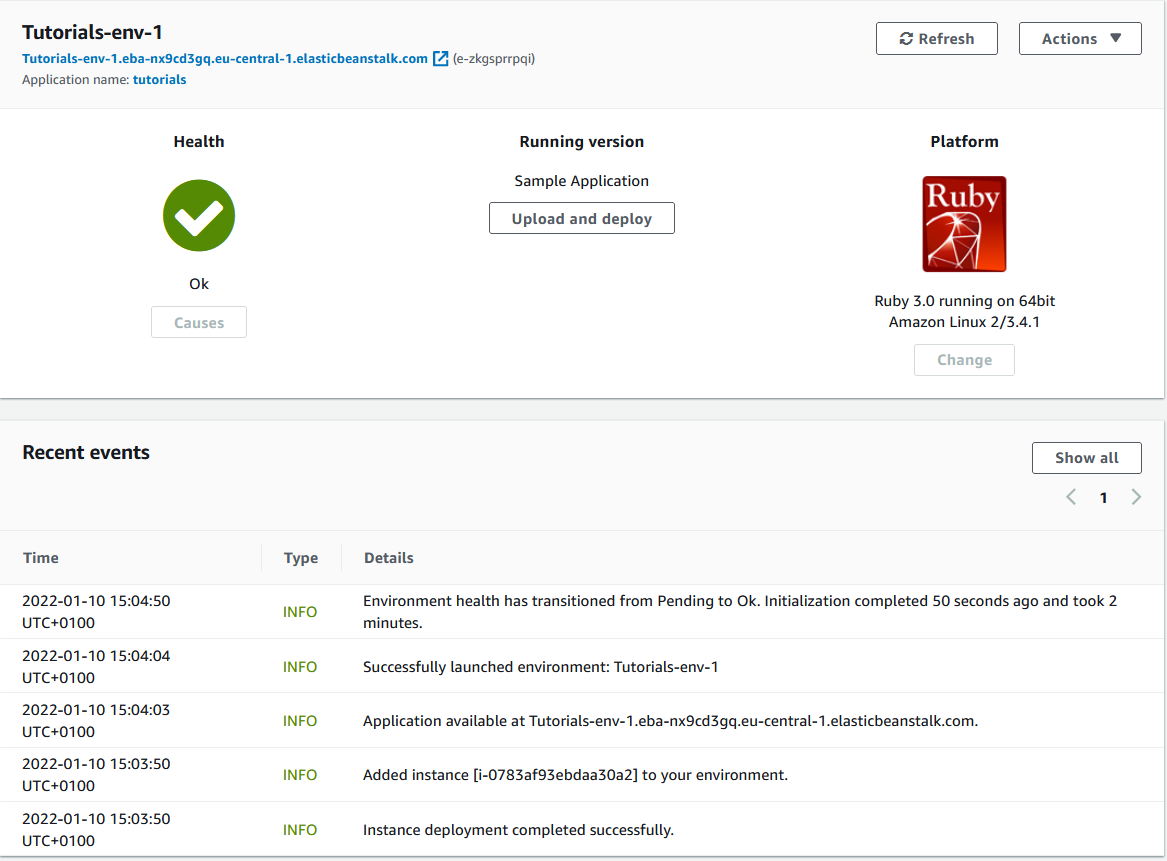 Tutorials-env-1
Tutorials-env-1.eba-nx9cd3gq.eu-central-1.elasticbeanstalk.com (e-zkgsprrpqi)
Application name: tutorials
Refresh
Actions
Health
Ok
Causes
Running version
Sample Application
Upload and deploy
Platform
Ruby
Ruby 3.0 running on 64bit
Amazon Linux 2/3.4.1
Change
Recent events
Show all
1
Time Type Details
2022-01-10 15:04:50
UTC+0100
INFO
Environment health has transitioned from Pending to Ok. Initialization completed 50 seconds ago and took 2
minutes.
2022-01-10 15:04:04
UTC+0100
INFO
Successfully launched environment: Tutorials-env-1
2022-01-10 15:04:03
UTC+0100
INFO
Application available at Tutorials-env-1.eba-nx9cd3gq.eu-central-1.elasticbeanstalk.com.
2022-01-10 15:03:50
UTC+0100
INFO
Added instance [i-0783af93ebdaa30a2] to your environment.
2022-01-10 15:03:50
UTC+0100
INFO
Instance deployment completed successfully.